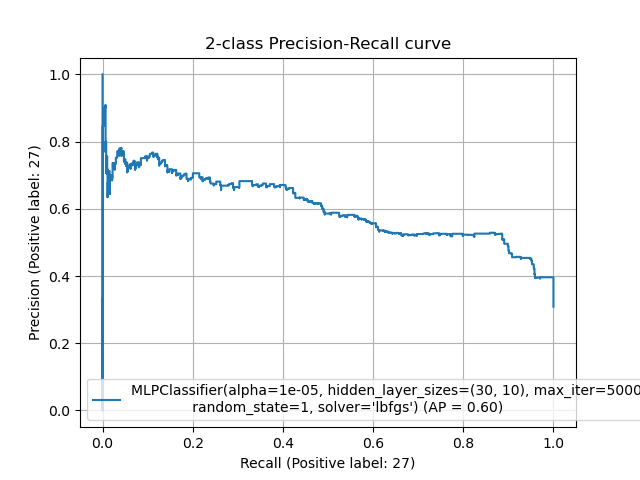 2-class Precision-Recall curve
1.0
0.8
0.6
0.4
0.2
0.0
Precision (Positive label: 27)
MLPClassifier(alpha=1e-05, hidden_layer_sizes=(30, 10), max_iter=5000
random_state=1, solver='lbfgs') (AP = 0.60)
0.0 0.2 0.4 0.6 0.8 1.0
Recall (Positive label: 27)